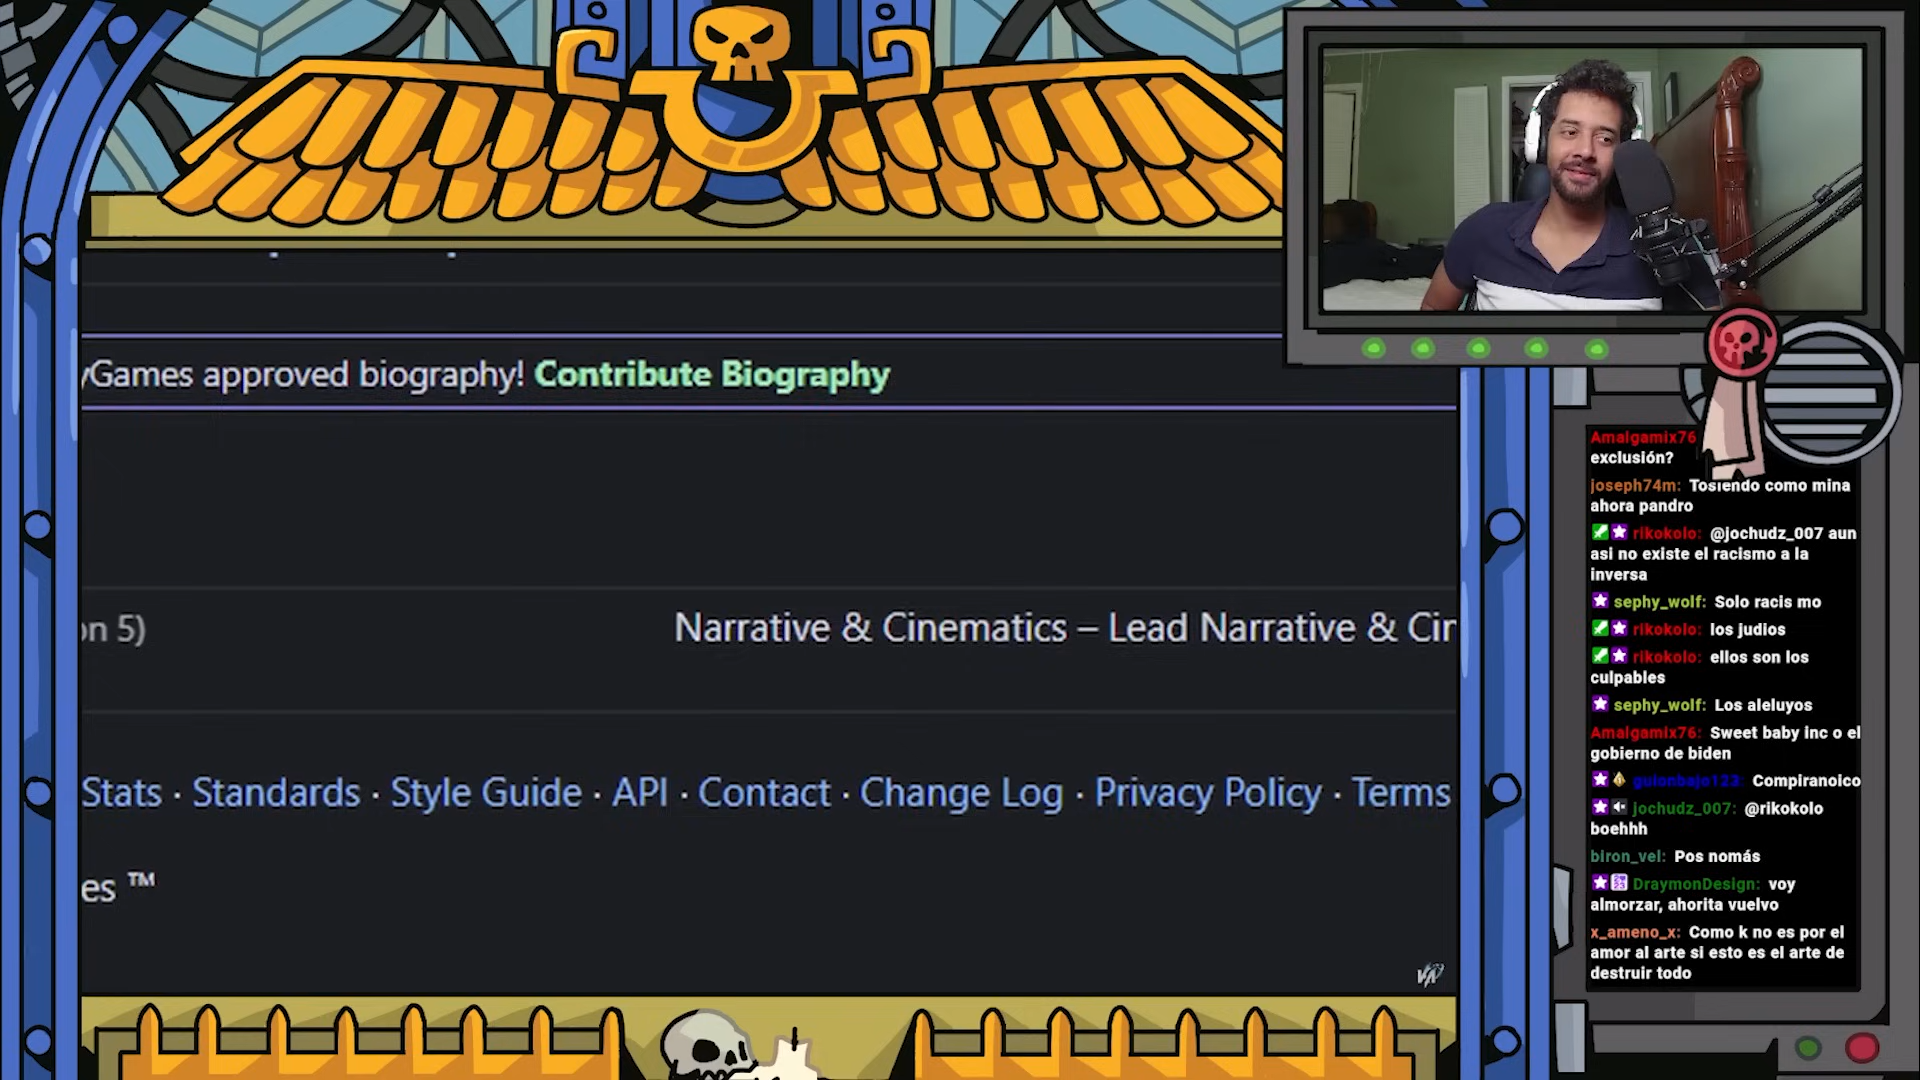 yGames approved biography! Contribute Biography
on 5)
Narrative & Cinematics – Lead Narrative & Cin
Stats · Standards · Style Guide · API · Contact · Change Log · Privacy Policy · Terms
es ™
Amalgamix76
exclusión?
joseph74m: Tosiendo como mina
ahora pandro
rikokolo: @jochudz_007 aun
asi no existe el racismo a la
inversa
sephy_wolf: Solo racis mo
rikokolo: los judios
rikokolo: ellos son los
culpables
sephy_wolf: Los aleluyos
Amalgamix76: Sweet baby inc o el
gobierno de biden
guionbajo123: Compiranoico
jochudz_007: @rikokolo
boehhh
biron_vel: Pos nomás
DraymonDesign: voy
almorzar, ahorita vuelvo
x_ameno_x: Como k no es por el
amor al arte si esto es el arte de
destruir todo